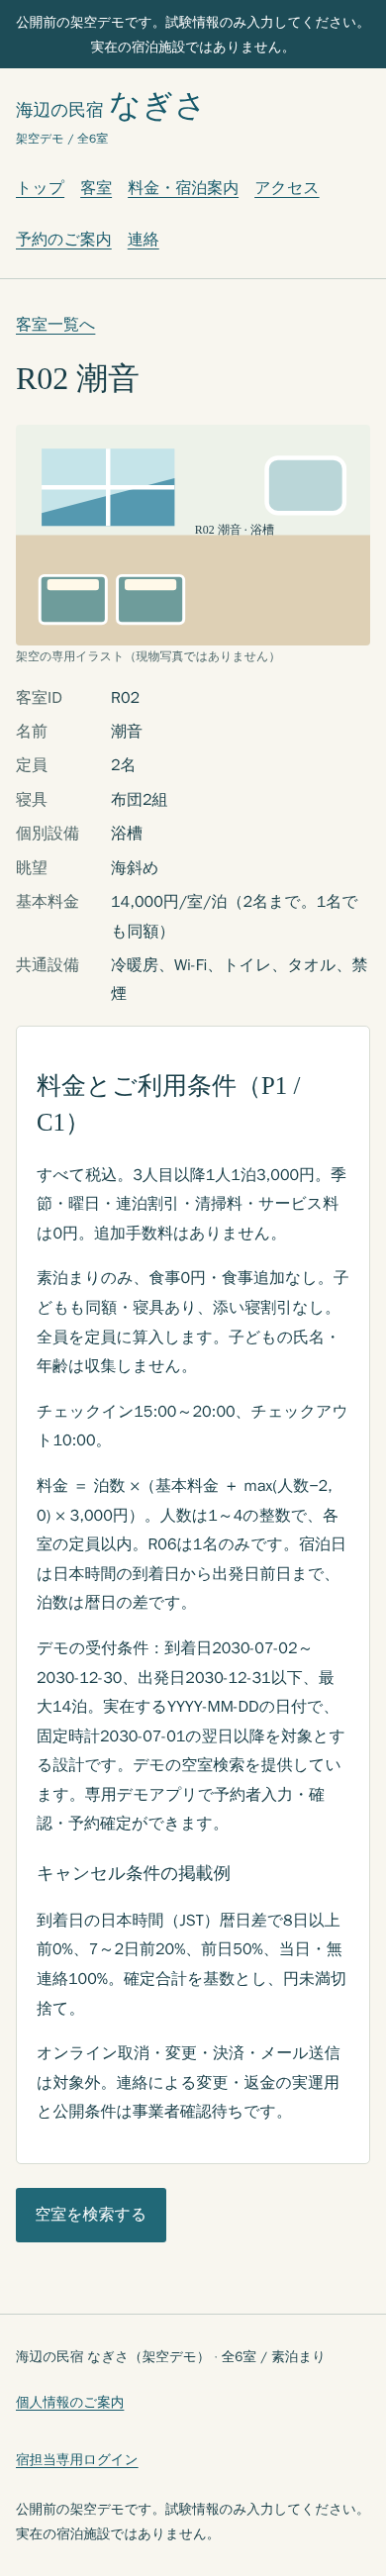 公開前の架空デモです。試験情報のみ入力してください。
実在の宿泊施設ではありません。
海辺の民宿 なぎさ
架空デモ / 全6室
トップ 客室 料金・宿泊案内 アクセス
予約のご案内 連絡
客室一覧へ
R02 潮音
R02 潮音 · 浴槽
架空の専用イラスト（現物写真ではありません）
客室ID R02
名前 潮音
定員 2名
寝具 布団2組
個別設備 浴槽
眺望 海斜め
基本料金 14,000円/室/泊（2名まで。1名で
も同額）
共通設備 冷暖房、Wi-Fi、トイレ、タオル、禁
煙
料金とご利用条件（P1 /
C1）
すべて税込。3人目以降1人1泊3,000円。季
節・曜日・連泊割引・清掃料・サービス料
は0円。追加手数料はありません。
素泊まりのみ、食事0円・食事追加なし。子
どもも同額・寝具あり、添い寝割引なし。
全員を定員に算入します。子どもの氏名・
年齢は収集しません。
チェックイン15:00～20:00、チェックアウ
ト10:00。
料金 ＝ 泊数 ×（基本料金 ＋ max(人数−2,
0) × 3,000円）。人数は1～4の整数で、各
室の定員以内。R06は1名のみです。宿泊日
は日本時間の到着日から出発日前日まで、
泊数は暦日の差です。
デモの受付条件：到着日2030-07-02～
2030-12-30、出発日2030-12-31以下、最
大14泊。実在するYYYY-MM-DDの日付で、
固定時計2030-07-01の翌日以降を対象とす
る設計です。デモの空室検索を提供してい
ます。専用デモアプリで予約者入力・確
認・予約確定ができます。
キャンセル条件の掲載例
到着日の日本時間（JST）暦日差で8日以上
前0%、7～2日前20%、前日50%、当日・無
連絡100%。確定合計を基数とし、円未満切
捨て。
オンライン取消・変更・決済・メール送信
は対象外。連絡による変更・返金の実運用
と公開条件は事業者確認待ちです。
空室を検索する
海辺の民宿 なぎさ（架空デモ） · 全6室 / 素泊まり
個人情報のご案内
宿担当専用ログイン
公開前の架空デモです。試験情報のみ入力してください。
実在の宿泊施設ではありません。